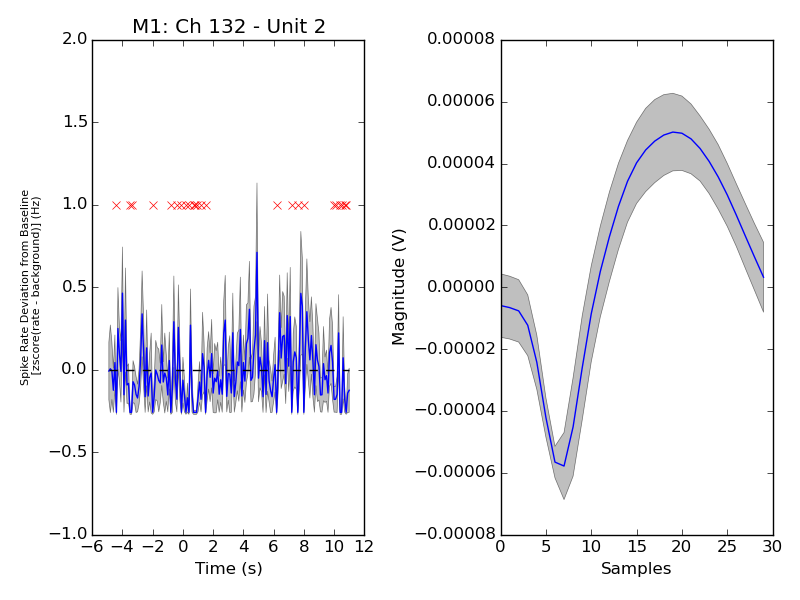 M1: Ch 132 - Unit 2
2.0
1.5
1.0
0.5
0.0
−0.5
−1.0
Spike Rate Deviation from Baseline
[zscore(rate - background)] (Hz)
−6 −4 −2 0 2 4 6 8 10 12
Time (s)
0.00008
0.00006
0.00004
0.00002
0.00000
−0.00002
−0.00004
−0.00006
−0.00008
Magnitude (V)
0 5 10 15 20 25 30
Samples